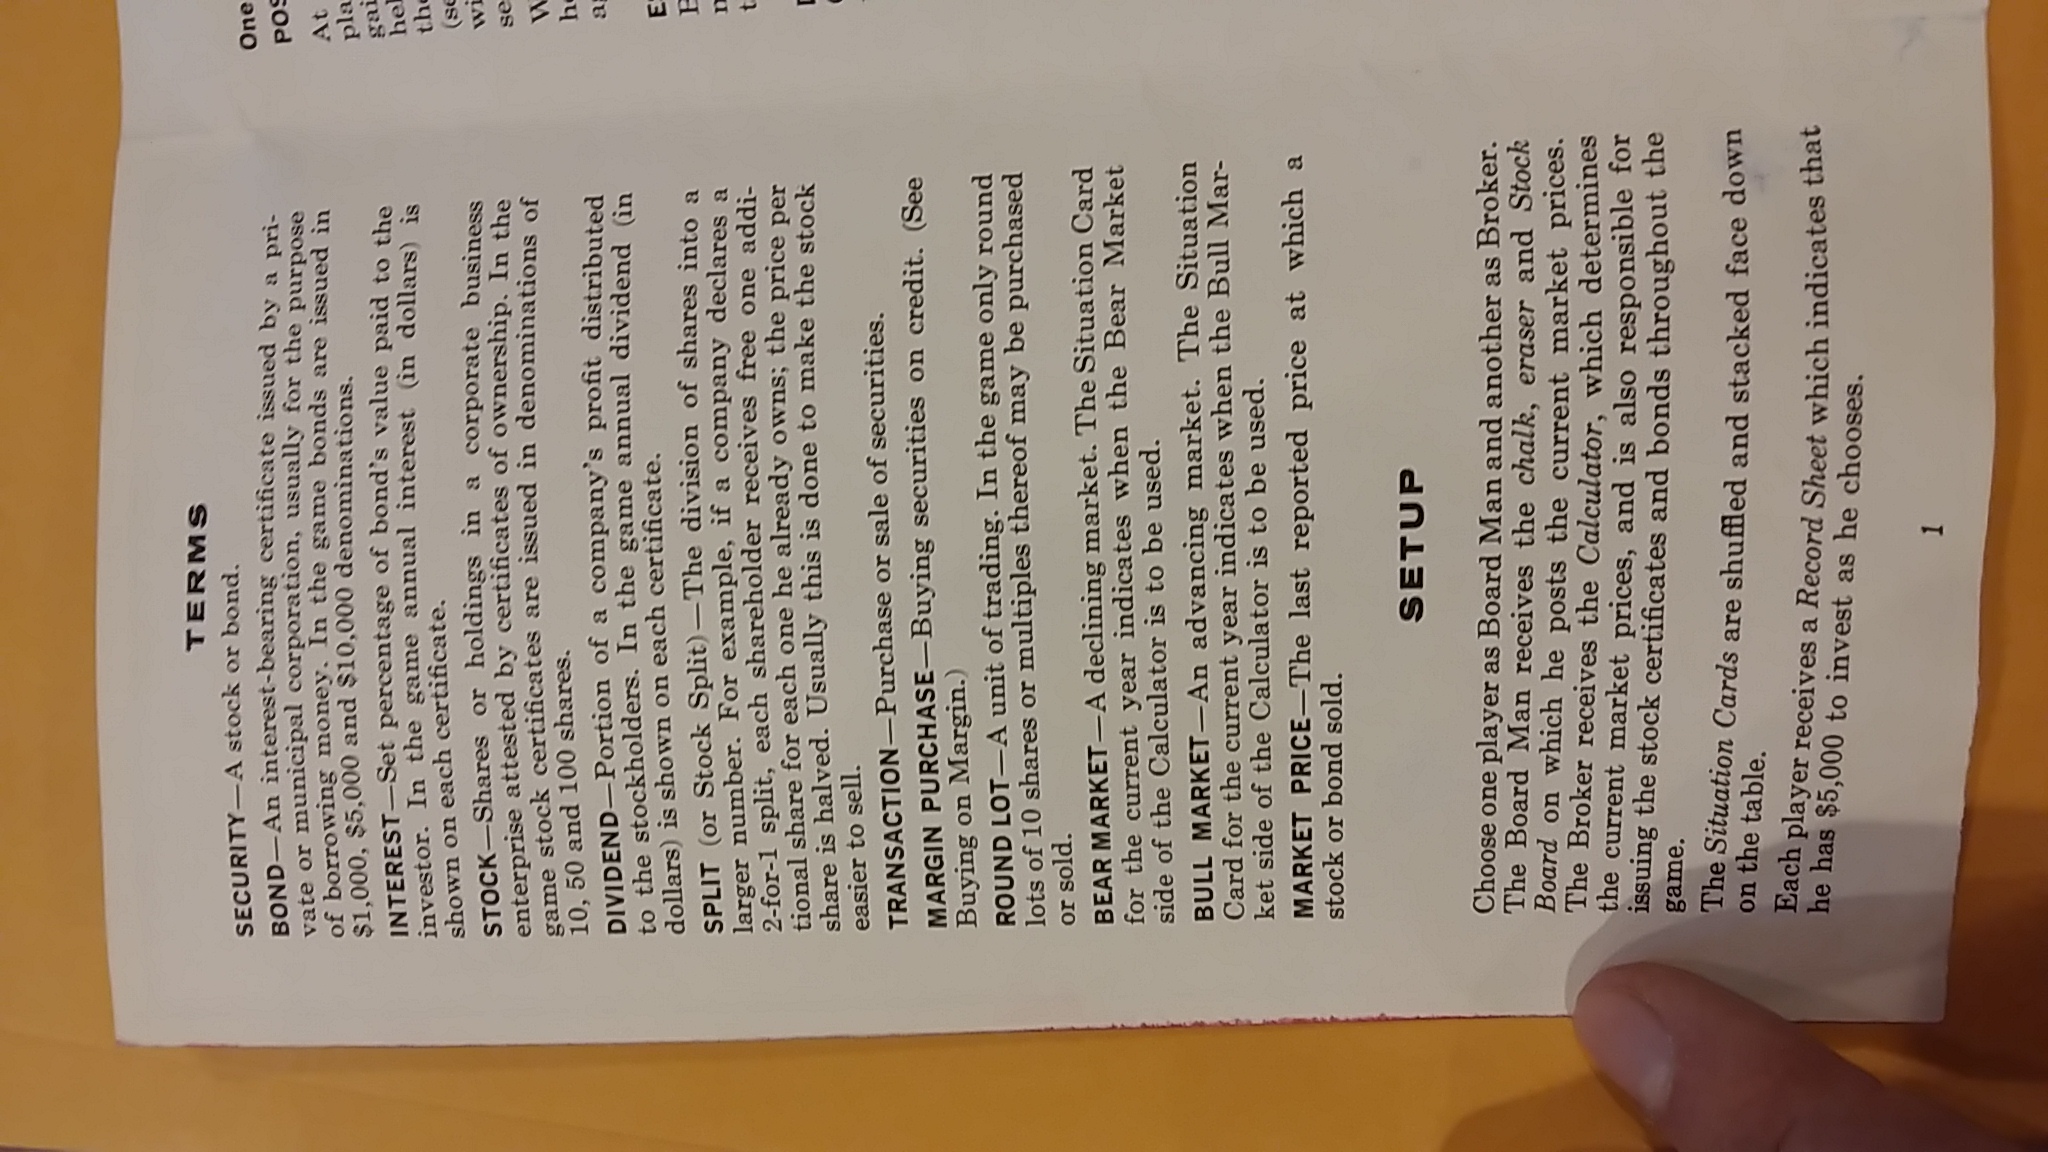 TERMS
SECURITY—A stock or bond.
BOND—An interest-bearing certificate issued by a pri-
vate or municipal corporation, usually for the purpose
of borrowing money. In the game bonds are issued in
$1,000, $5,000 and $10,000 denominations.
INTEREST—Set percentage of bond's value paid to the
investor. In the game annual interest (in dollars) is
shown on each certificate.
STOCK—Shares or holdings in a corporate business
enterprise attested by certificates of ownership. In the
game stock certificates are issued in denominations of
10, 50 and 100 shares.
DIVIDEND—Portion of a company's profit distributed
to the stockholders. In the game annual dividend (in
dollars) is shown on each certificate.
SPLIT (or Stock Split)—The division of shares into a
larger number. For example, if a company declares a
2-for-1 split, each shareholder receives free one addi-
tional share for each one he already owns; the price per
share is halved. Usually this is done to make the stock
easier to sell.
TRANSACTION—Purchase or sale of securities.
MARGIN PURCHASE—Buying securities on credit. (See
Buying on Margin.)
ROUND LOT—A unit of trading. In the game only round
lots of 10 shares or multiples thereof may be purchased
or sold.
BEAR MARKET—A declining market. The Situation Card
for the current year indicates when the Bear Market
side of the Calculator is to be used.
BULL MARKET—An advancing market. The Situation
Card for the current year indicates when the Bull Mar-
ket side of the Calculator is to be used.
MARKET PRICE—The last reported price at which a
stock or bond sold.
SETUP
Choose one player as Board Man and another as Broker.
The Board Man receives the chalk, eraser and Stock
Board on which he posts the current market prices.
The Broker receives the Calculator, which determines
the current market prices, and is also responsible for
issuing the stock certificates and bonds throughout the
game.
The Situation Cards are shuffled and stacked face down
on the table.
Each player receives a Record Sheet which indicates that
he has $5,000 to invest as he chooses.
1
One
At